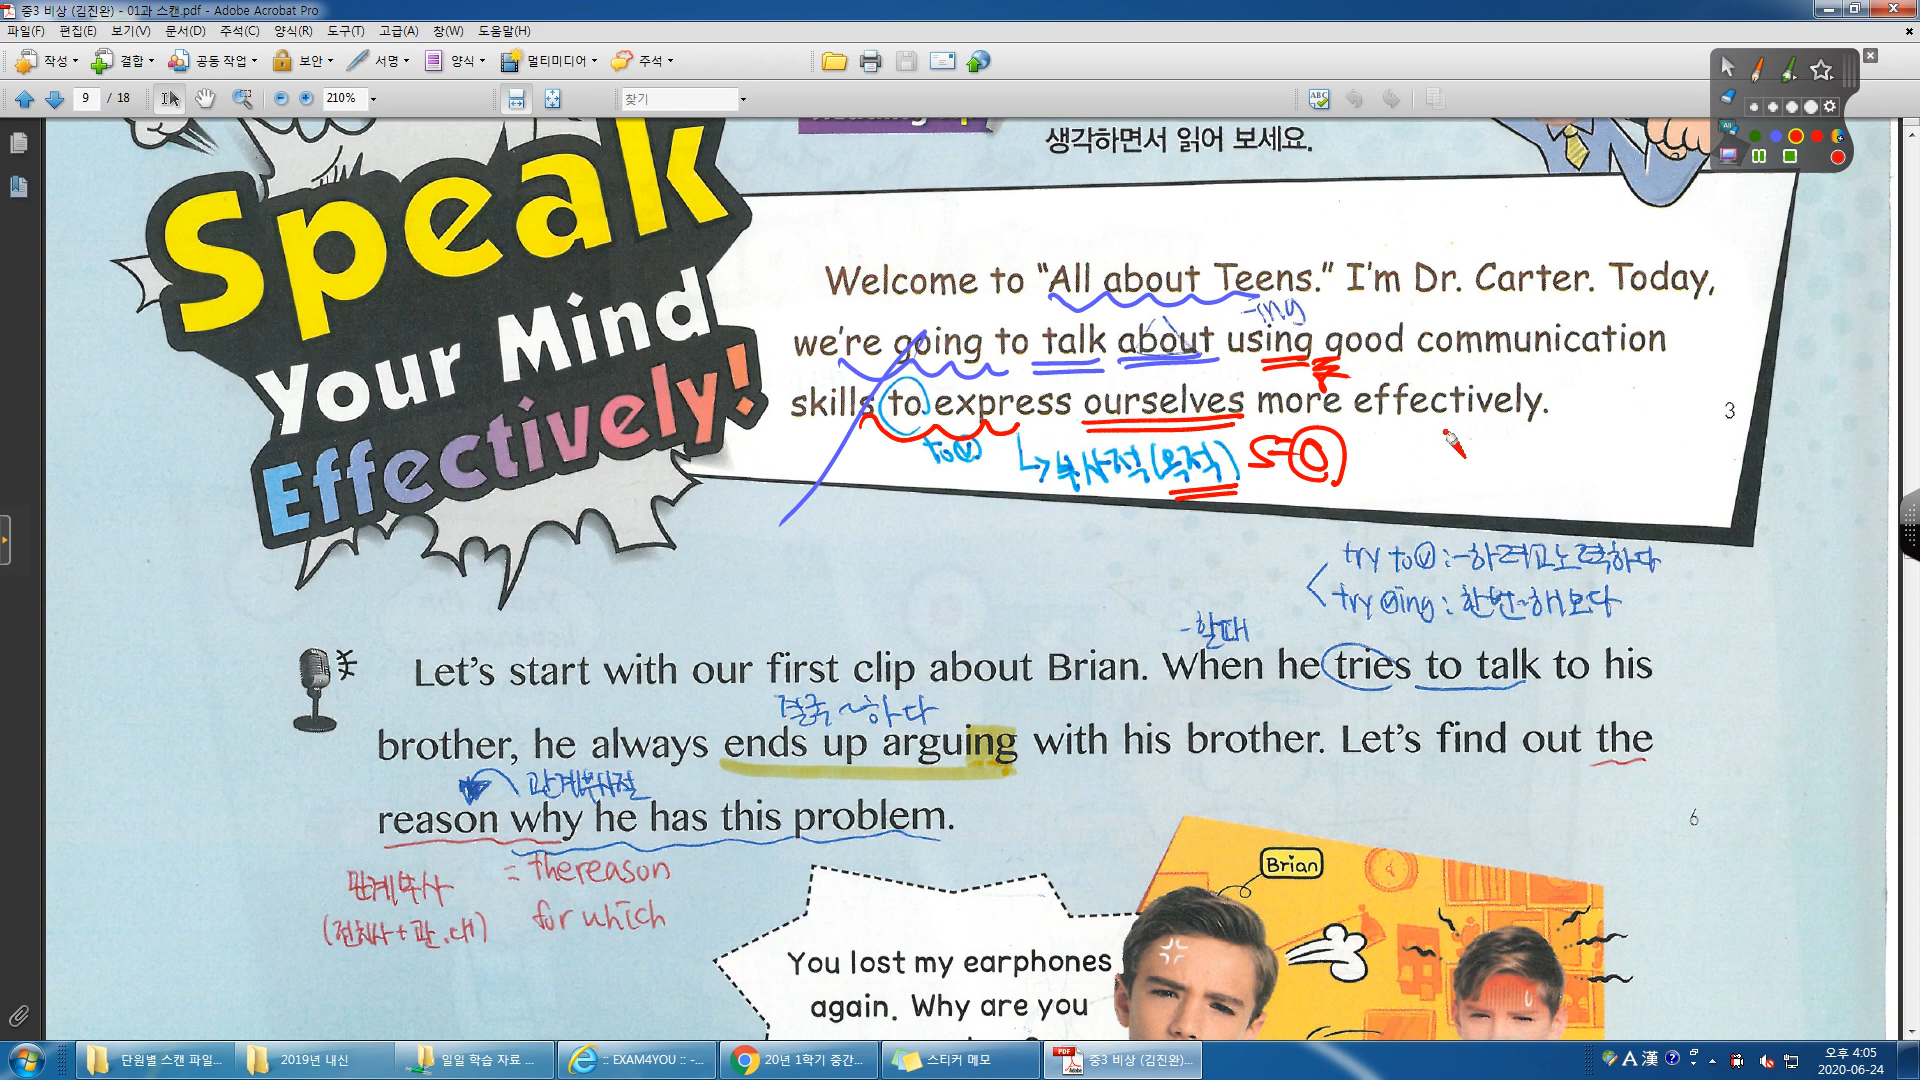 중3 비상 (김진완) - 01과 스캔.pdf - Adobe Acrobat Pro
파일(F) 편집(E) 보기(V) 문서(D) 주석(C) 양식(R) 도구(T) 고급(A) 창(W) 도움말(H)
작성 결합 공동 작업 보안 서명 양식 멀티미디어 주석
9 / 18 210% 찾기
생각하면서 읽어 보세요.
Speak
Your Mind
Effectively!
Welcome to “All about Teens.” I’m Dr. Carter. Today,
-ing
we’re going to talk about using good communication
skills to express ourselves more effectively.
3
to ⓥ
→ 부사적(목적) S=O
try to ⓥ : ~하려고 노력하다
try ⓥing : 한번 ~해보다
~할 때
Let’s start with our first clip about Brian. When he tries to talk to his
결국 ~하다
brother, he always ends up arguing with his brother. Let’s find out the
관계부사절
reason why he has this problem.
6
관계부사
(전치사 + 관.대)
= the reason
for which
Brian
You lost my earphones
again. Why are you
단원별 스캔 파일... 2019년 내신 일일 학습 자료 ... :: EXAM4YOU :: -... 20년 1학기 중간... 스티커 메모 중3 비상 (김진완)...
A 漢
오후 4:05
2020-06-24